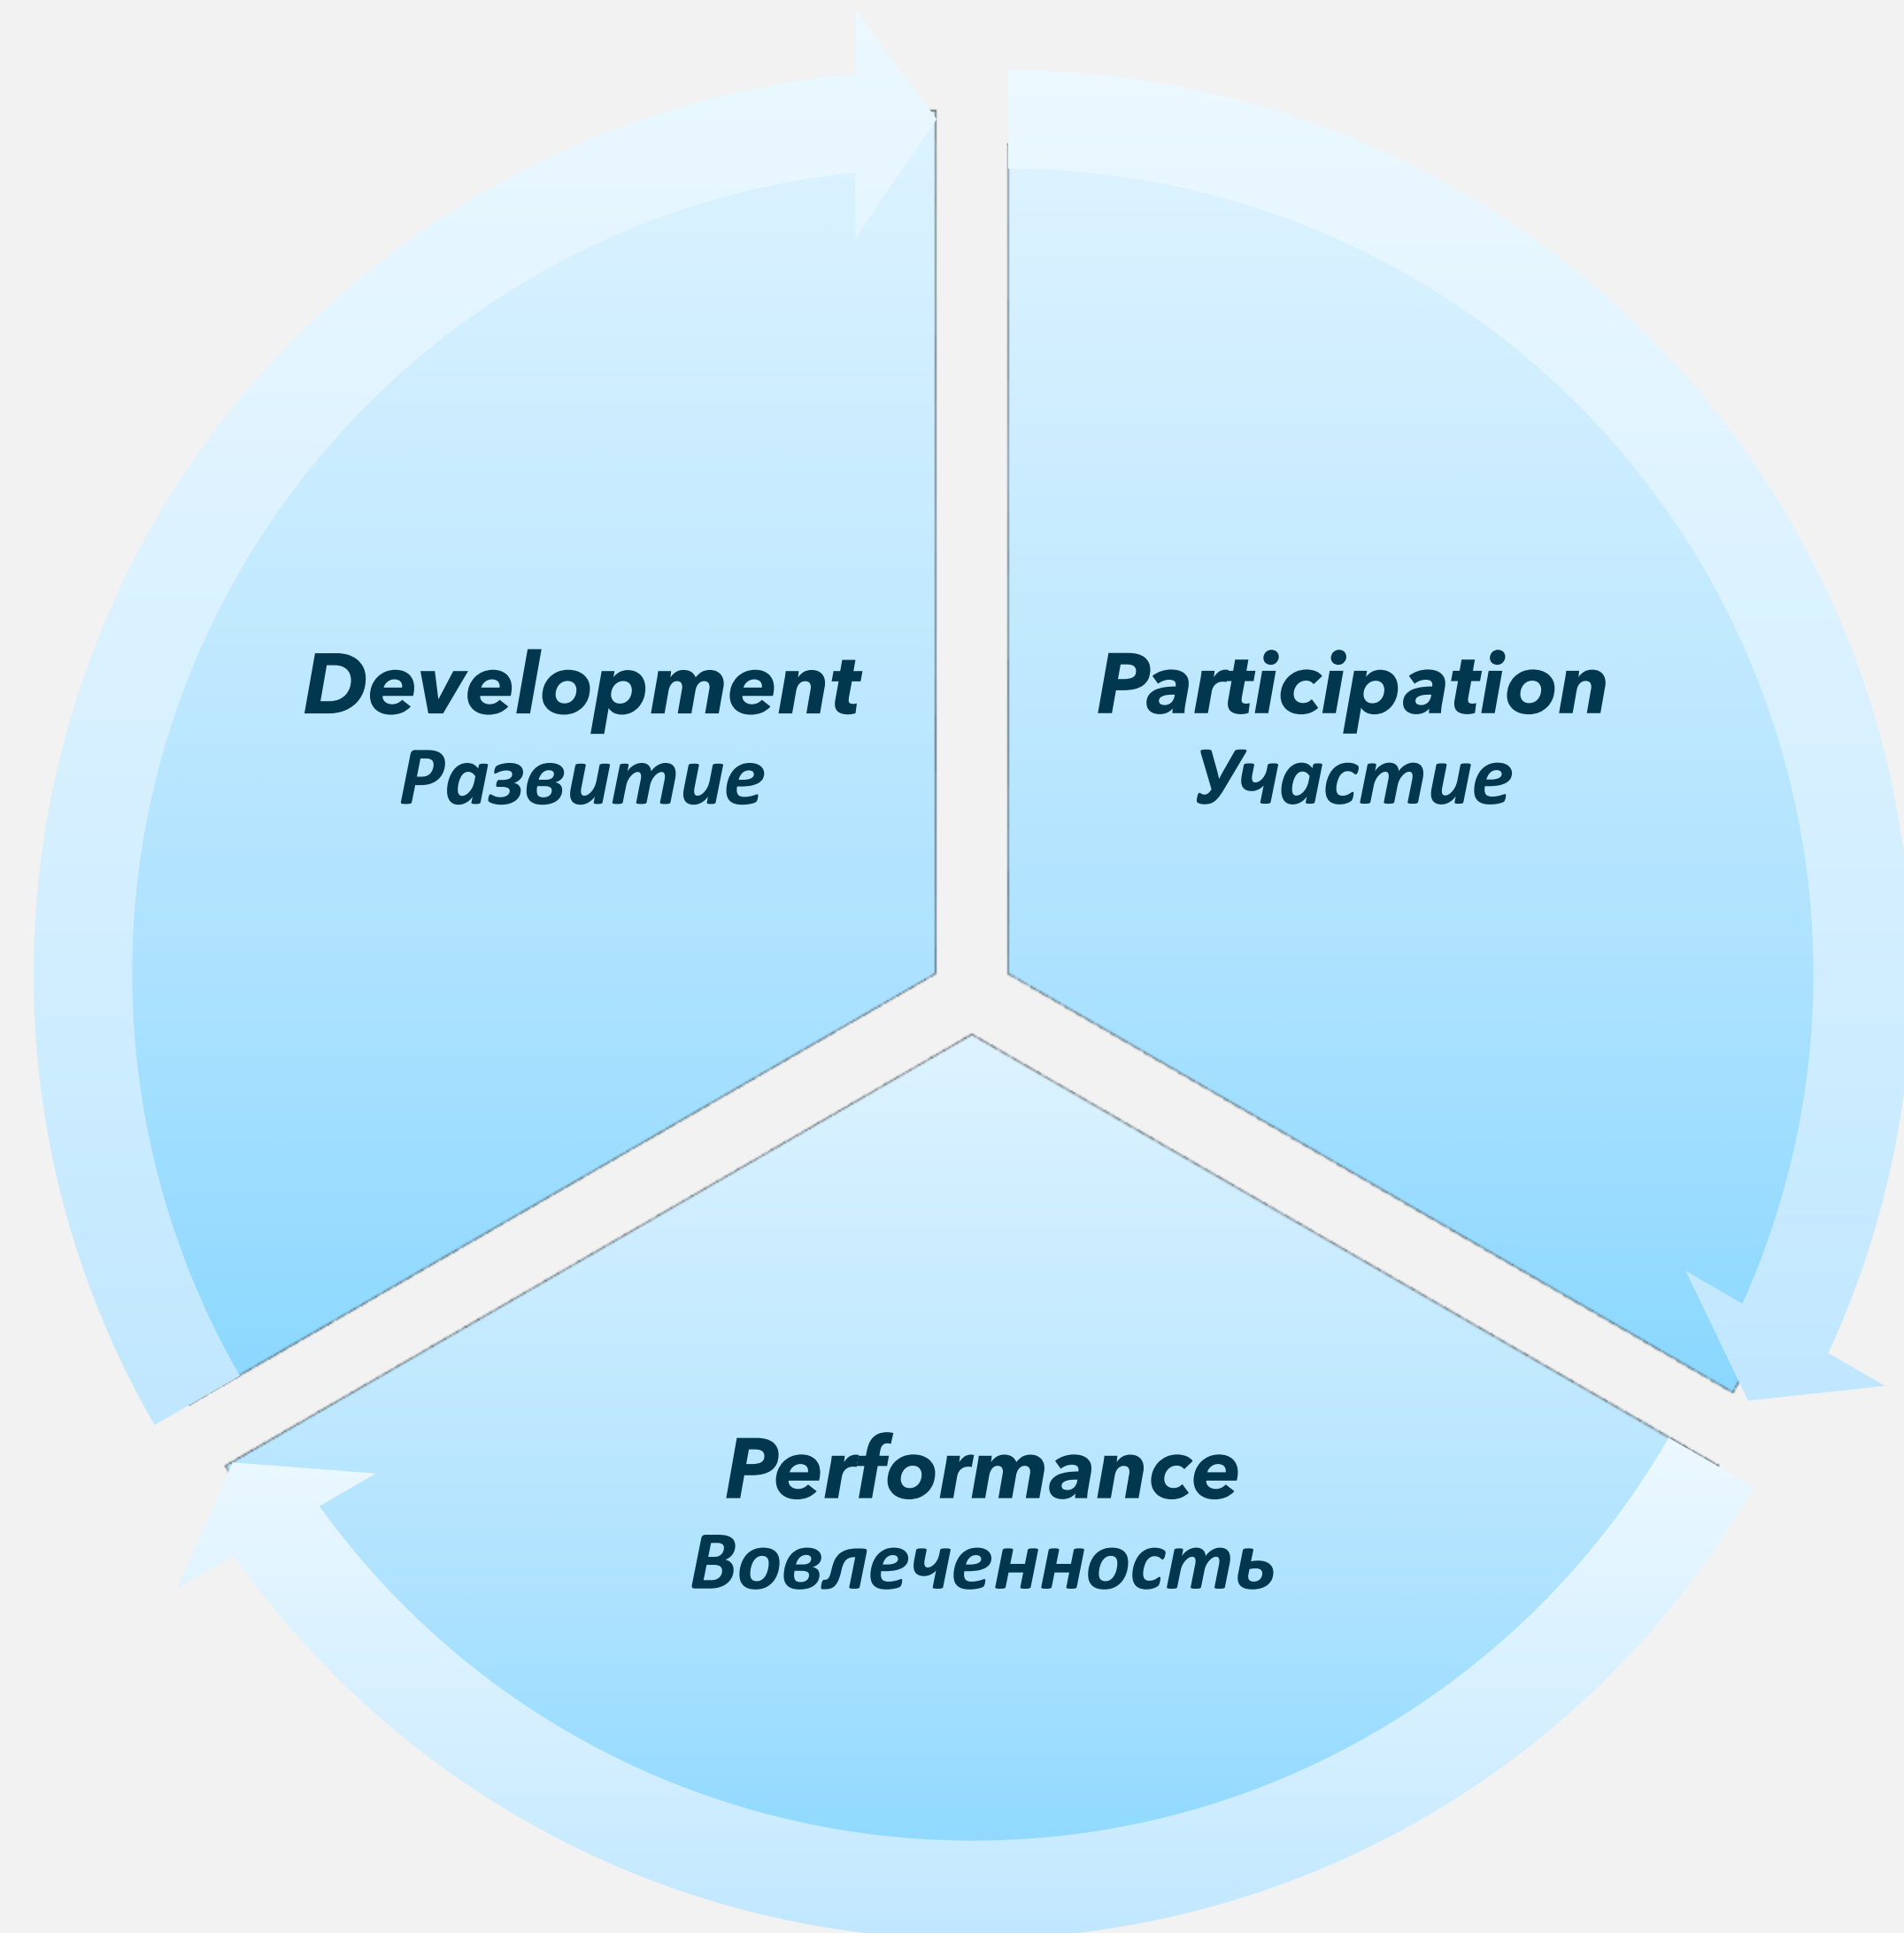 Development
Развитие
Participation
Участие
Performance
Вовлеченность